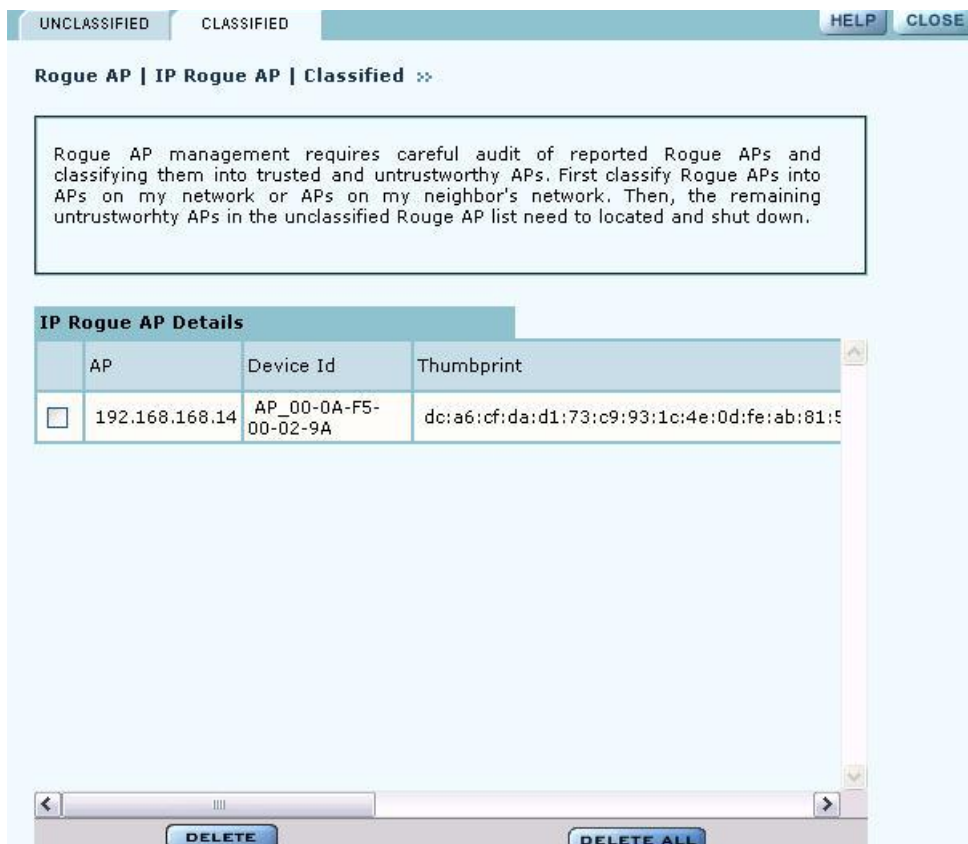 UNCLASSIFIED CLASSIFIED HELP CLOSE
Rogue AP | IP Rogue AP | Classified »
Rogue AP management requires careful audit of reported Rogue APs and
classifying them into trusted and untrustworthy APs. First classify Rogue APs into
APs on my network or APs on my neighbor's network. Then, the remaining
untrustworhty APs in the unclassified Rouge AP list need to located and shut down.
IP Rogue AP Details
AP Device Id Thumbprint
192.168.168.14 AP_00-0A-F5-
00-02-9A dc:a6:cf:da:d1:73:c9:93:1c:4e:0d:fe:ab:81:5
DELETE DELETE ALL